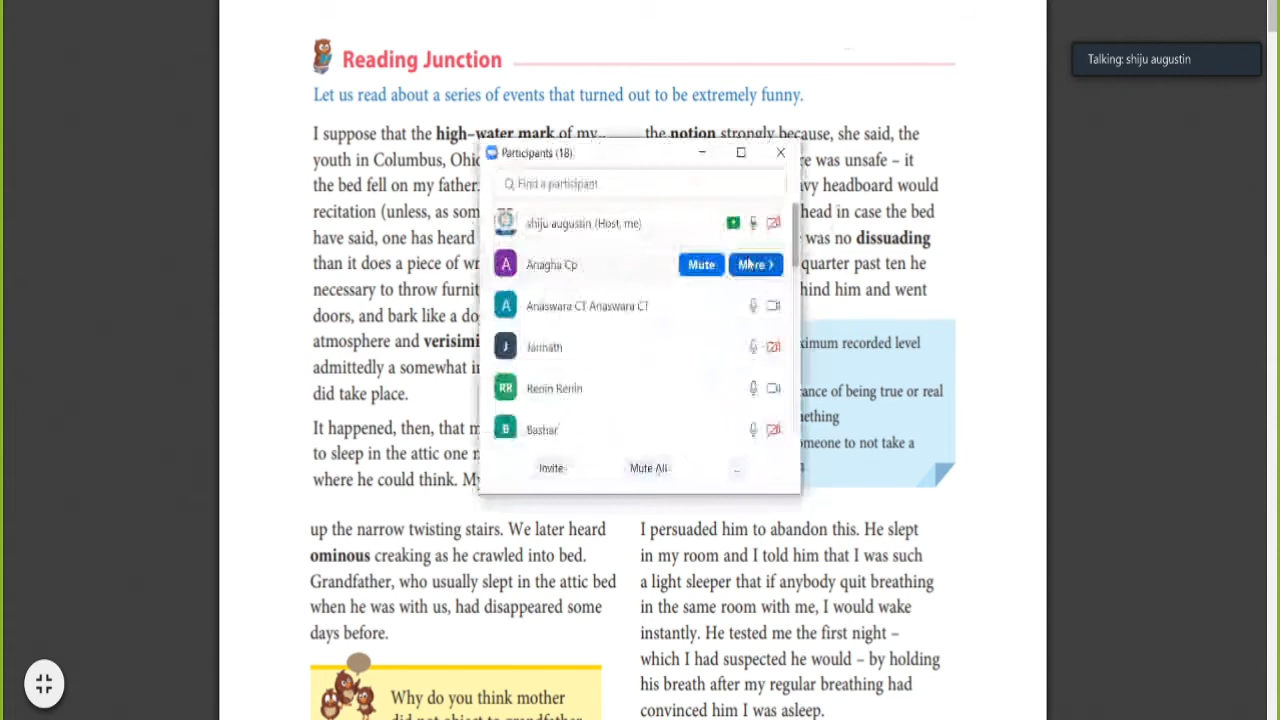 Reading Junction
Talking: shiju augustin
Let us read about a series of events that turned out to be extremely funny.
I suppose that the high–water mark of my
youth in Columbus, Ohio
the bed fell on my father.
recitation (unless, as som
have said, one has heard
than it does a piece of wr
necessary to throw furnit
doors, and bark like a do
atmosphere and verisimi
admittedly a somewhat in
did take place.
It happened, then, that m
to sleep in the attic one n
where he could think. My
the notion strongly because, she said, the
re was unsafe – it
vy headboard would
head in case the bed
was no dissuading
quarter past ten he
hind him and went
ximum recorded level
ance of being true or real
nething
omeone to not take a
Participants (18)
Find a participant
shiju augustin (Host, me)
A Anagha Cp Mute More >
A Anaswara CT Anaswara CT
J Jannath
RR Renin Renin
B Bashar
Invite Mute All ...
up the narrow twisting stairs. We later heard
ominous creaking as he crawled into bed.
Grandfather, who usually slept in the attic bed
when he was with us, had disappeared some
days before.
Why do you think mother
did not object to grandfather
I persuaded him to abandon this. He slept
in my room and I told him that I was such
a light sleeper that if anybody quit breathing
in the same room with me, I would wake
instantly. He tested me the first night –
which I had suspected he would – by holding
his breath after my regular breathing had
convinced him I was asleep.